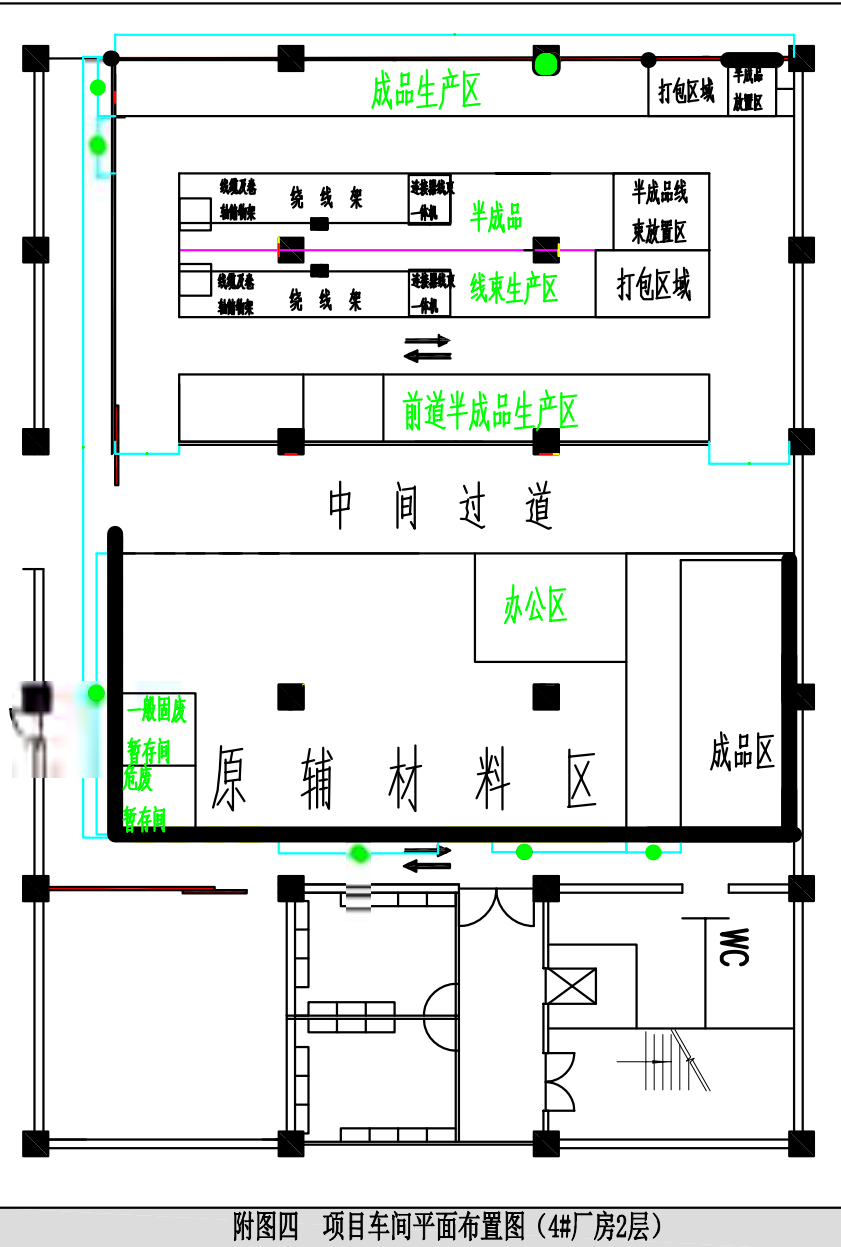 成品生产区
打包区域
半成品
放置区
线缆及卷
轴储物架
绕 线 架
连接器线束
一体机
半成品
半成品线
束放置区
线缆及卷
轴储物架
绕 线 架
连接器线束
一体机
线束生产区
打包区域
前道半成品生产区
中 间 过 道
办公区
一般固废
暂存间
危废
暂存间
原 辅 材 料 区
成品区
WC
附图四 项目车间平面布置图（4#厂房2层）